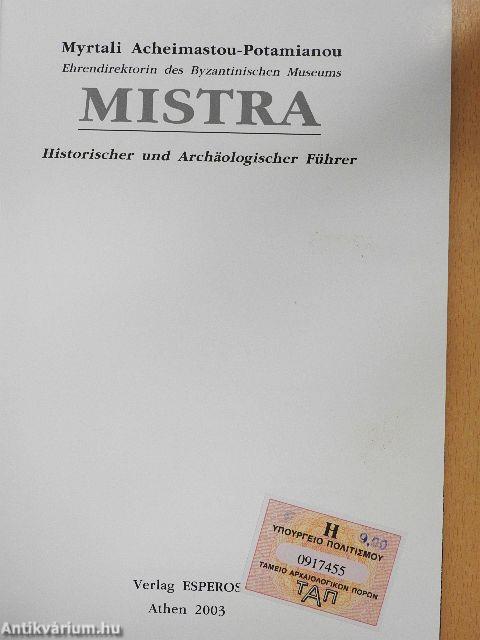 Myrtali Acheimastou-Potamianou
Ehrendirektorin des Byzantinischen Museums
MISTRA
Historischer und Archäologischer Führer
Η
9,00
ΥΠΟΥΡΓΕΙΟ ΠΟΛΙΤΙΣΜΟΥ
0917455
ΤΑΜΕΙΟ ΑΡΧΑΙΟΛΟΓΙΚΩΝ ΠΟΡΩΝ
ΤΑΠ
Verlag ESPEROS
Athen 2003
Antikvárium.hu